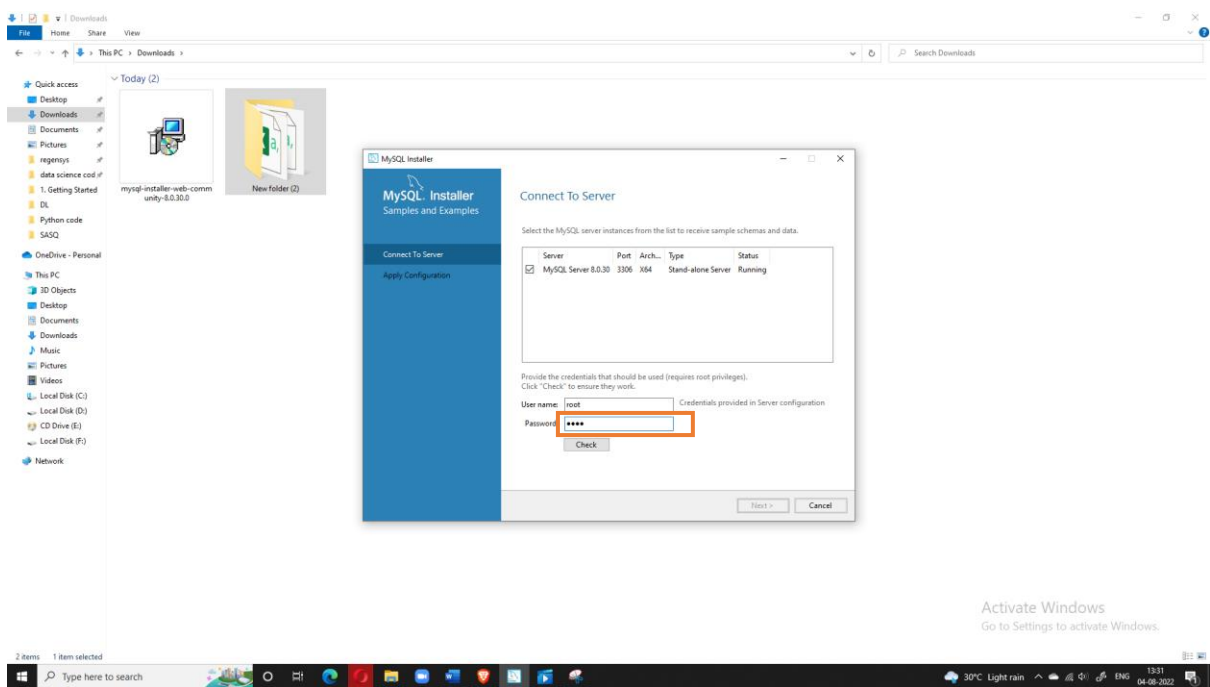 Downloads
File Home Share View
This PC › Downloads ›
Search Downloads
Quick access
Desktop
Downloads
Documents
Pictures
regensys
data science cod
1. Getting Started
DL
Python code
SASQ
OneDrive - Personal
This PC
3D Objects
Desktop
Documents
Downloads
Music
Pictures
Videos
Local Disk (C:)
Local Disk (D:)
CD Drive (E:)
Local Disk (F:)
Network
Today (2)
mysql-installer-web-comm
unity-8.0.30.0
New folder (2)
MySQL Installer
MySQL. Installer
Samples and Examples
Connect To Server
Apply Configuration
Connect To Server
Select the MySQL server instances from the list to receive sample schemas and data.
Server Port Arch... Type Status
MySQL Server 8.0.30 3306 X64 Stand-alone Server Running
Provide the credentials that should be used (requires root privileges).
Click "Check" to ensure they work.
User name: root Credentials provided in Server configuration
Password ••••
Check
Next > Cancel
Activate Windows
Go to Settings to activate Windows.
2 items 1 item selected
Type here to search
30°C Light rain ENG 13:31
04-08-2022